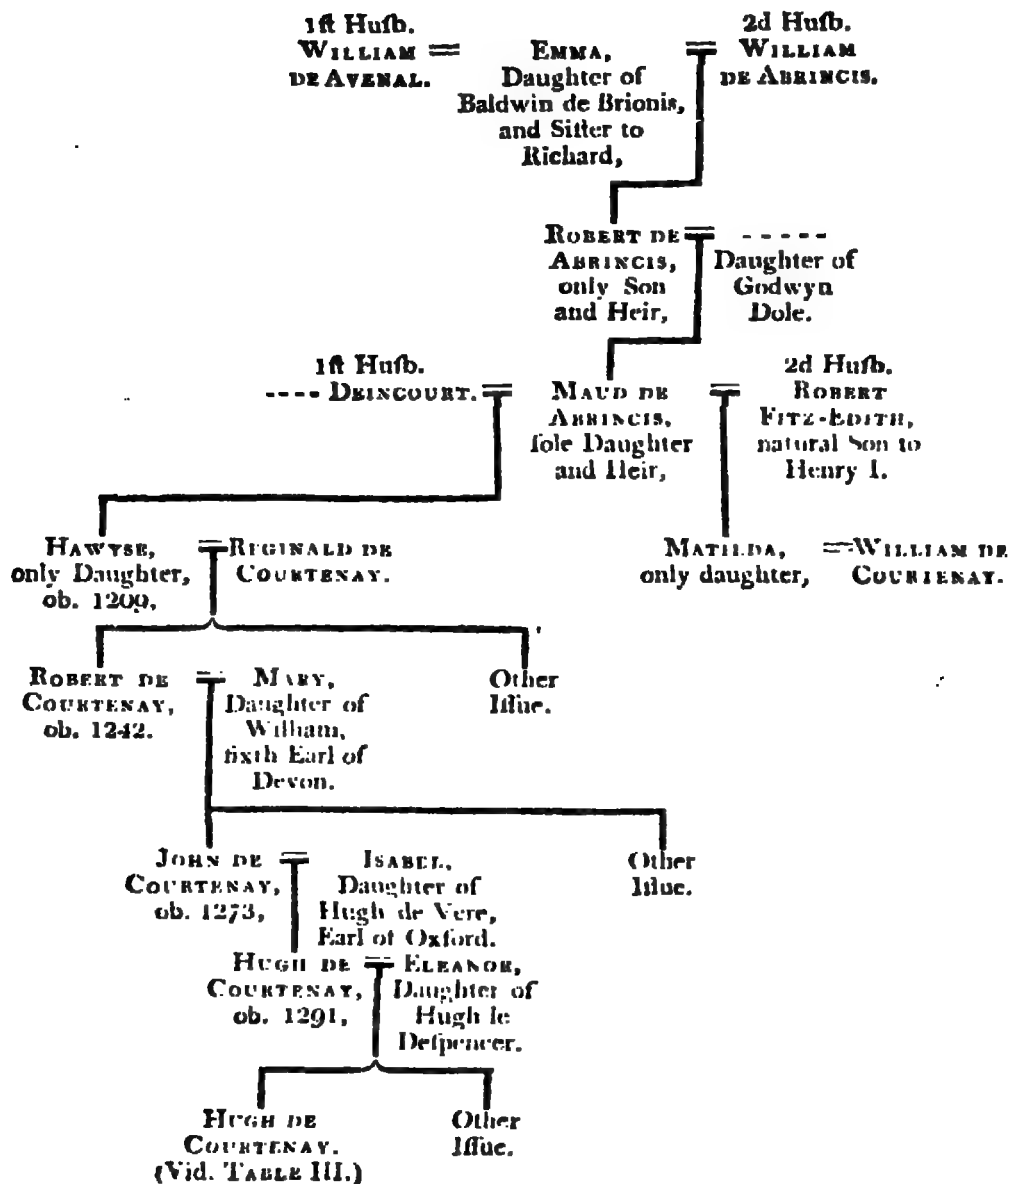 1ſt Huſb.
WILLIAM
DE AVENAL.
=
EMMA,
Daughter of
Baldwin de Brionis,
and Siſter to
Richard,
=
2d Huſb.
WILLIAM
DE ABRINCIS.
ROBERT DE
ABRINCIS,
only Son
and Heir,
=
-----
Daughter of
Godwyn
Dole.
1ſt Huſb.
---- DEINCOURT.
=
MAUD DE
ABRINCIS,
ſole Daughter
and Heir,
=
2d Huſb.
ROBERT
FITZ-EDITH,
natural Son to
Henry I.
HAWYSE,
only Daughter,
ob. 1209,
=
REGINALD DE
COURTENAY.
MATILDA,
only daughter,
=
WILLIAM DE
COURTENAY.
ROBERT DE
COURTENAY,
ob. 1242.
=
MARY,
Daughter of
William,
ſixth Earl of
Devon.
Other
Iſſue.
JOHN DE
COURTENAY,
ob. 1273,
=
ISABEL,
Daughter of
Hugh de Vere,
Earl of Oxford.
Other
Iſſue.
HUGH DE
COURTENAY,
ob. 1291,
=
ELEANOR,
Daughter of
Hugh le
Deſpencer.
HUGH DE
COURTENAY.
(Vid. TABLE III.)
Other
Iſſue.